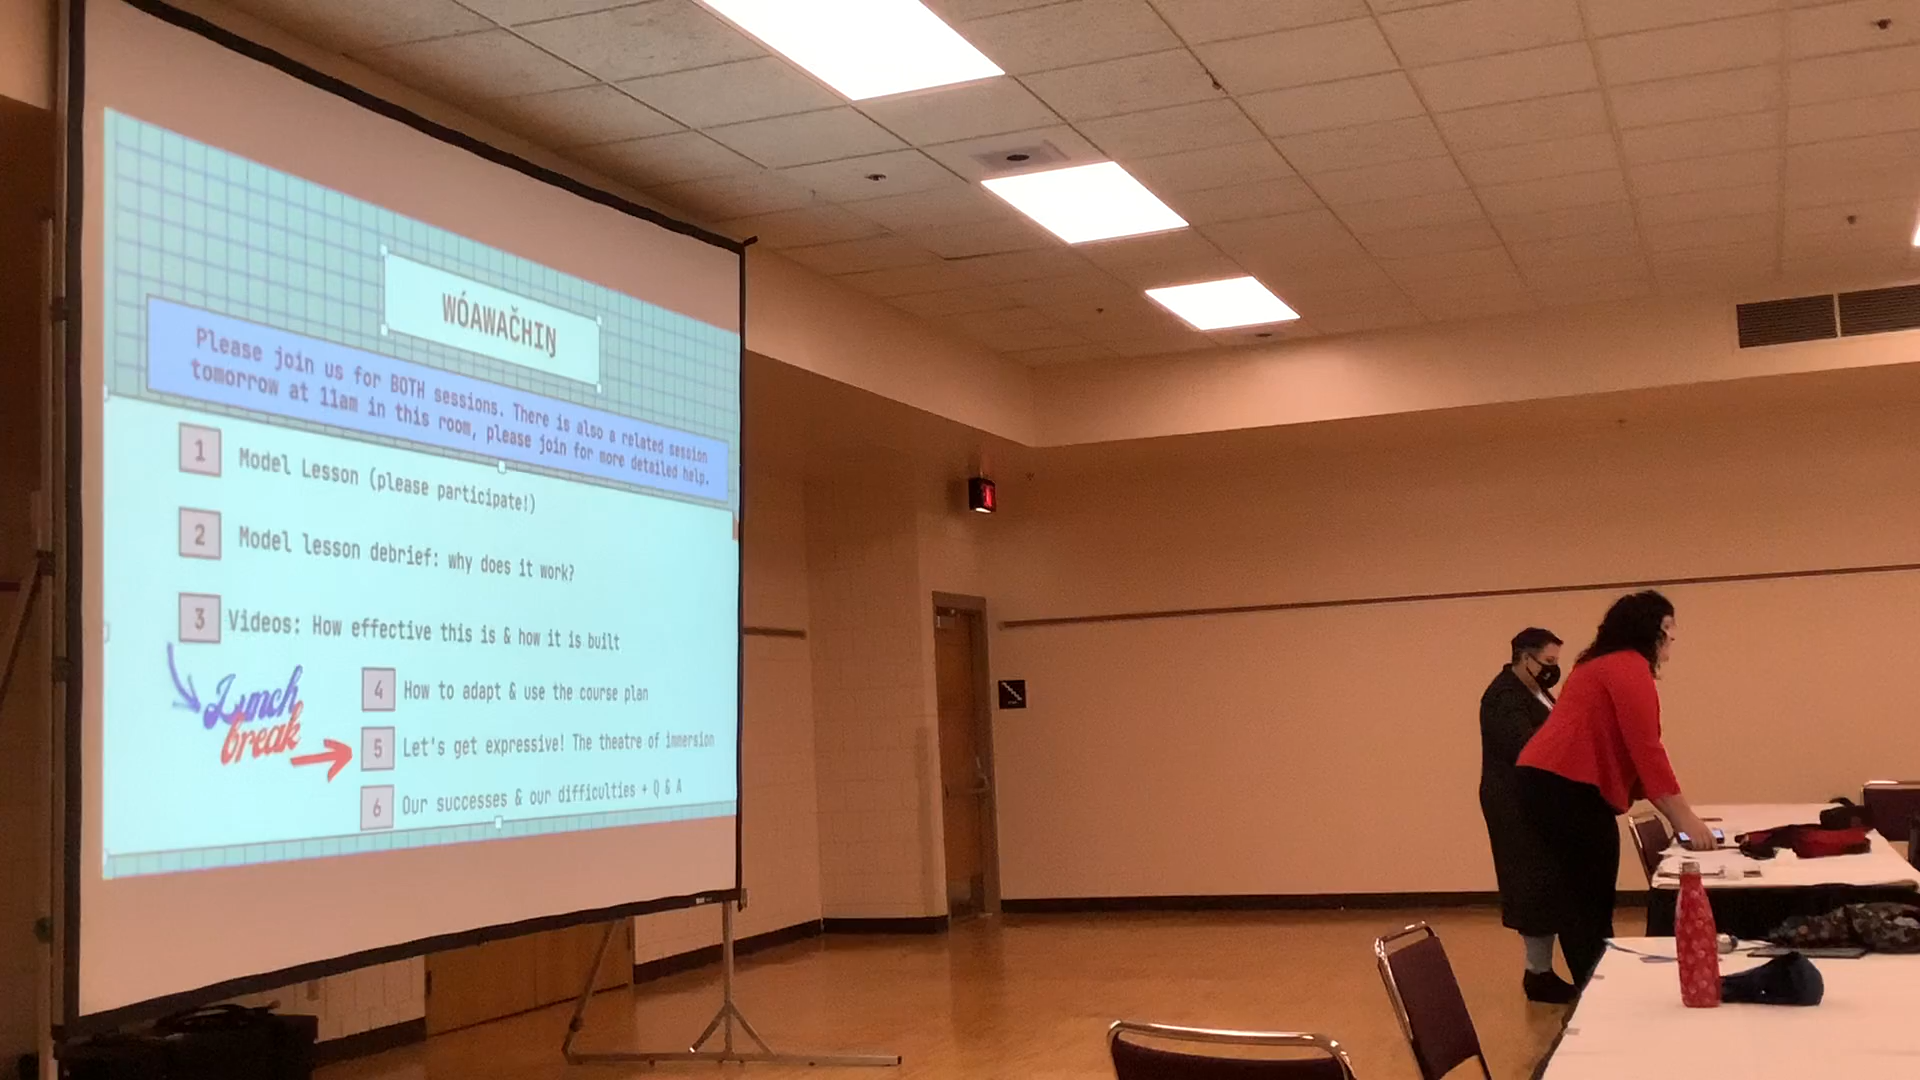 WÓAWAČHIŊ
Please join us for BOTH sessions. There is also a related session
tomorrow at 11am in this room, please join for more detailed help.
1 Model Lesson (please participate!)
2 Model lesson debrief: why does it work?
3 Videos: How effective this is & how it is built
Lunch
break
4 How to adapt & use the course plan
5 Let's get expressive! The theatre of immersion
6 Our successes & our difficulties + Q & A